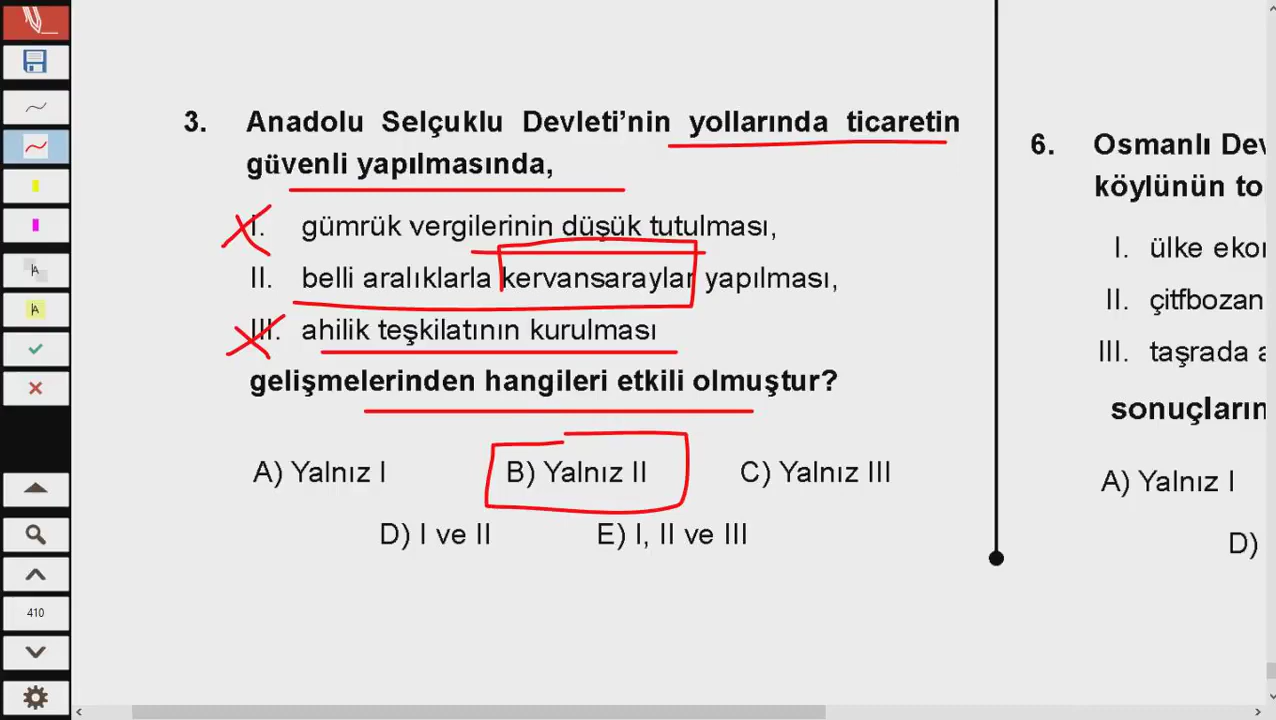 3. Anadolu Selçuklu Devleti’nin yollarında ticaretin
güvenli yapılmasında,
I. gümrük vergilerinin düşük tutulması,
II. belli aralıklarla kervansaraylar yapılması,
III. ahilik teşkilatının kurulması
gelişmelerinden hangileri etkili olmuştur?
A) Yalnız I B) Yalnız II C) Yalnız III
D) I ve II E) I, II ve III
6. Osmanlı Dev
köylünün to
I. ülke ekon
II. çitfbozan
III. taşrada a
sonuçların
A) Yalnız I
D)
A
A
410